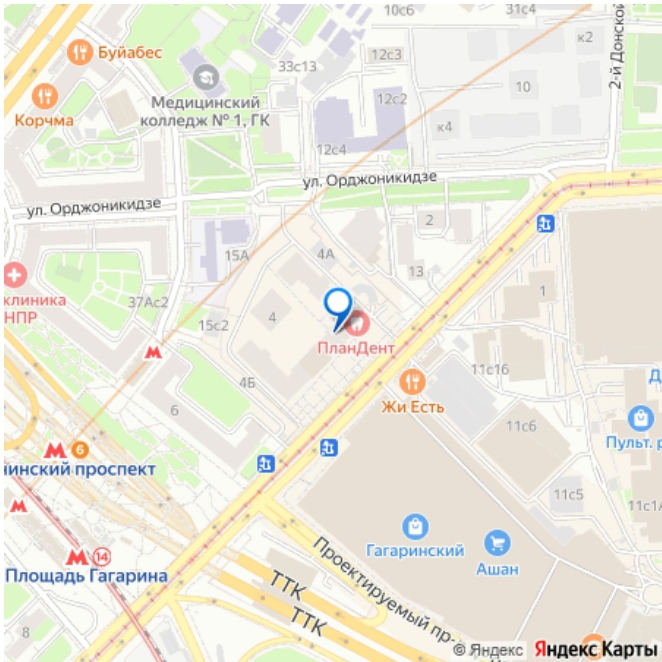 10с6
31с4
к2
Буйабес
12с3
33с13
Медицинский
колледж № 1, ГК
12с2
10
2-й Донской
Корчма
к4
12с4
ул. Орджоникидзе
ул. Орджоникидзе
2
15А
4А
13
клиника
НПР
37Ас2
1
15с2
4
ПланДент
11с16
4Б
Жи Есть
6
11с6
Пульт. р
6
нинский проспект
11с5
11с1А
Гагаринский
Ашан
14
Площадь Гагарина
Проектируемый пр-
ТТК
ТТК
8
© Яндекс Яндекс Карты